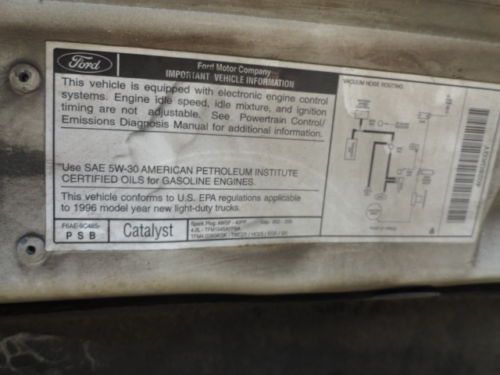 Ford
Ford Motor Company
IMPORTANT VEHICLE INFORMATION
This vehicle is equipped with electronic engine control
systems. Engine idle speed, idle mixture, and ignition
timing are not adjustable. See Powertrain Control/
Emissions Diagnosis Manual for additional information.
Use SAE 5W-30 AMERICAN PETROLEUM INSTITUTE
CERTIFIED OILS for GASOLINE ENGINES.
This vehicle conforms to U.S. EPA regulations applicable
to 1996 model year new light-duty trucks.
PSB
Catalyst
Spark Plug
VACUUM HOSE ROUTING